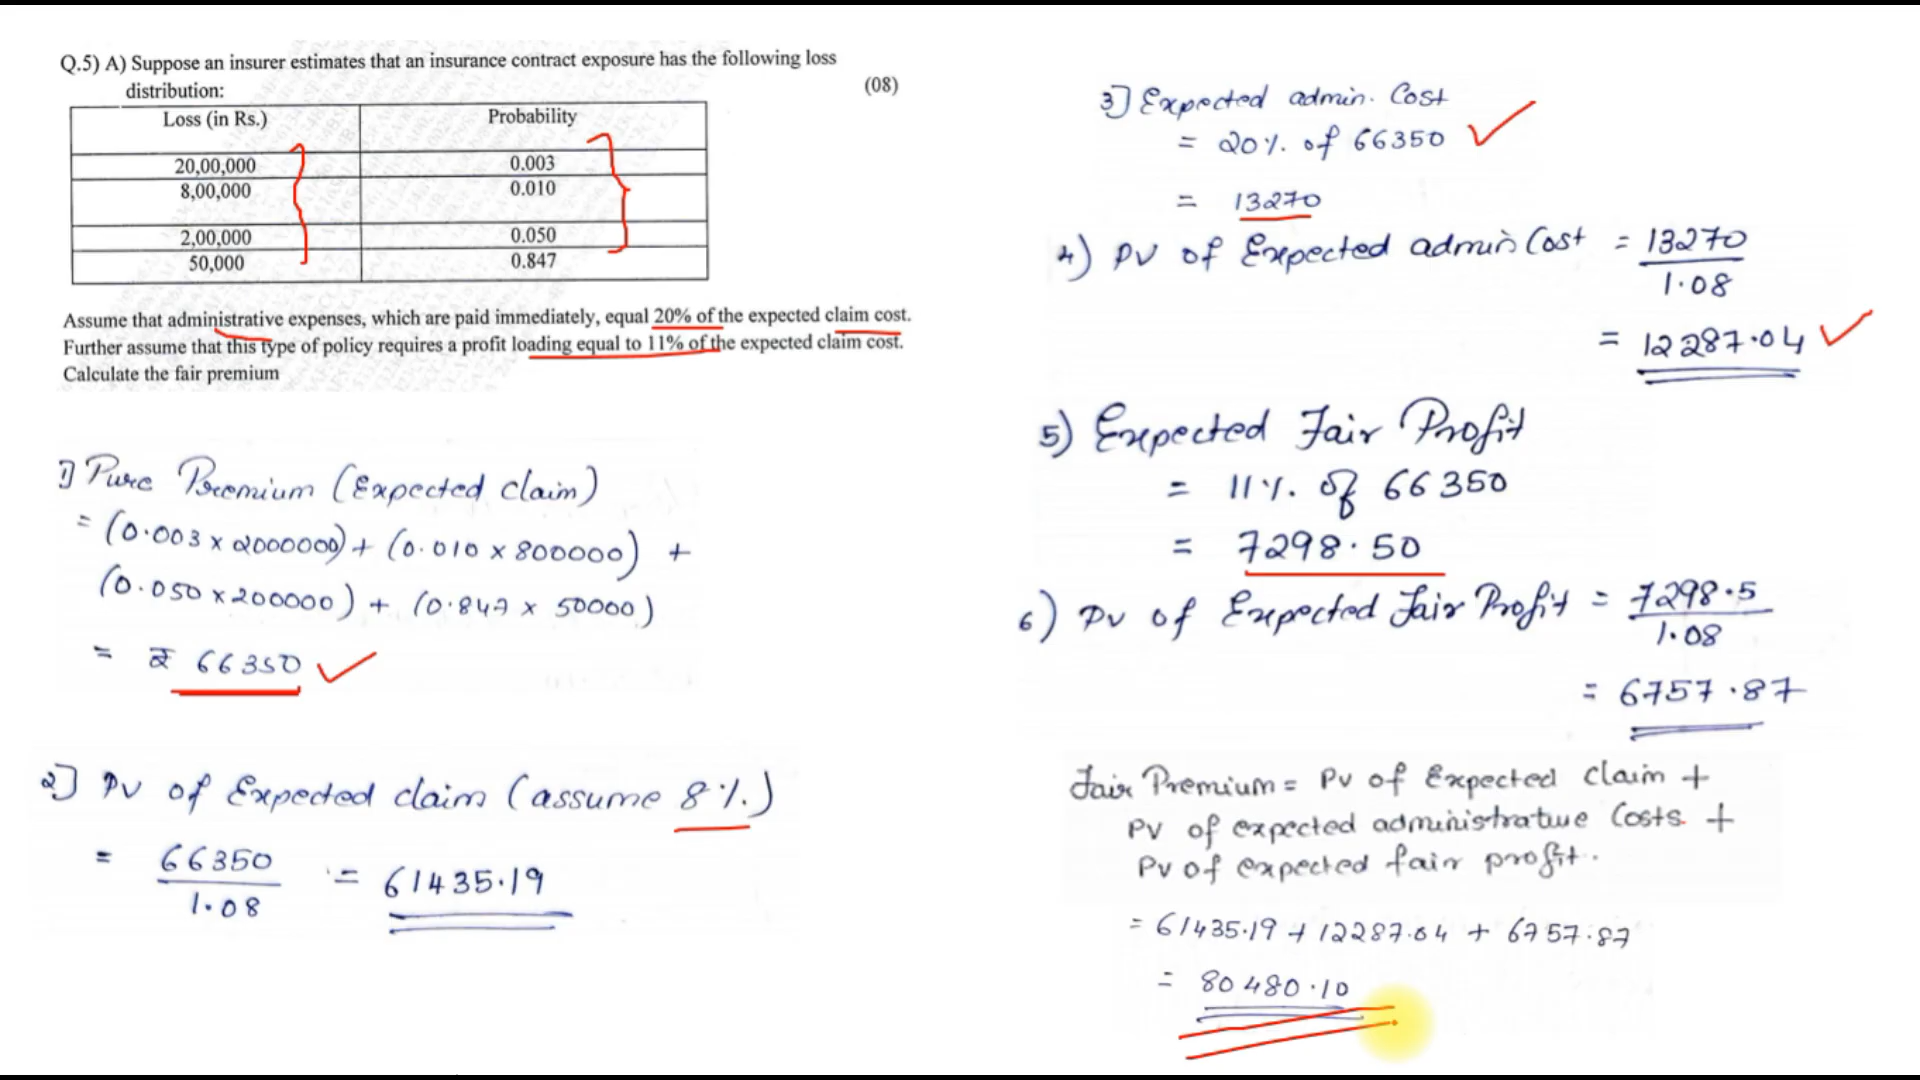 Q.5) A) Suppose an insurer estimates that an insurance contract exposure has the following loss
distribution: (08)
Loss (in Rs.) Probability
20,00,000 0.003
8,00,000 0.010
2,00,000 0.050
50,000 0.847
Assume that administrative expenses, which are paid immediately, equal 20% of the expected claim cost.
Further assume that this type of policy requires a profit loading equal to 11% of the expected claim cost.
Calculate the fair premium
1] Pure Premium (Expected claim)
= (0.003 x 2000000) + (0.010 x 800000) +
(0.050 x 200000) + (0.847 x 50000)
= ₹ 66350
2] PV of Expected claim (assume 8%.)
= 66350 / 1.08 = 61435.19
3] Expected admin. Cost
= 20%. of 66350
= 13270
4) PV of Expected admin Cost = 13270 / 1.08
= 12287.04
5) Expected Fair Profit
= 11%. of 66350
= 7298.50
6) PV of Expected Fair Profit = 7298.5 / 1.08
= 6757.87
Fair Premium = PV of Expected Claim +
PV of expected administrative Costs +
PV of expected fair profit.
= 61435.19 + 12287.04 + 6757.87
= 80480.10